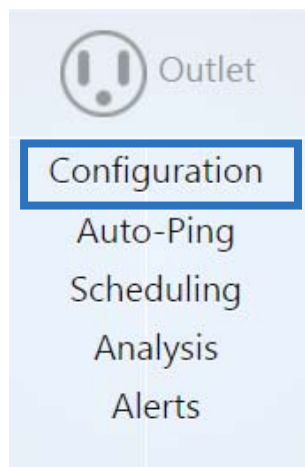 Outlet
Configuration
Auto-Ping
Scheduling
Analysis
Alerts